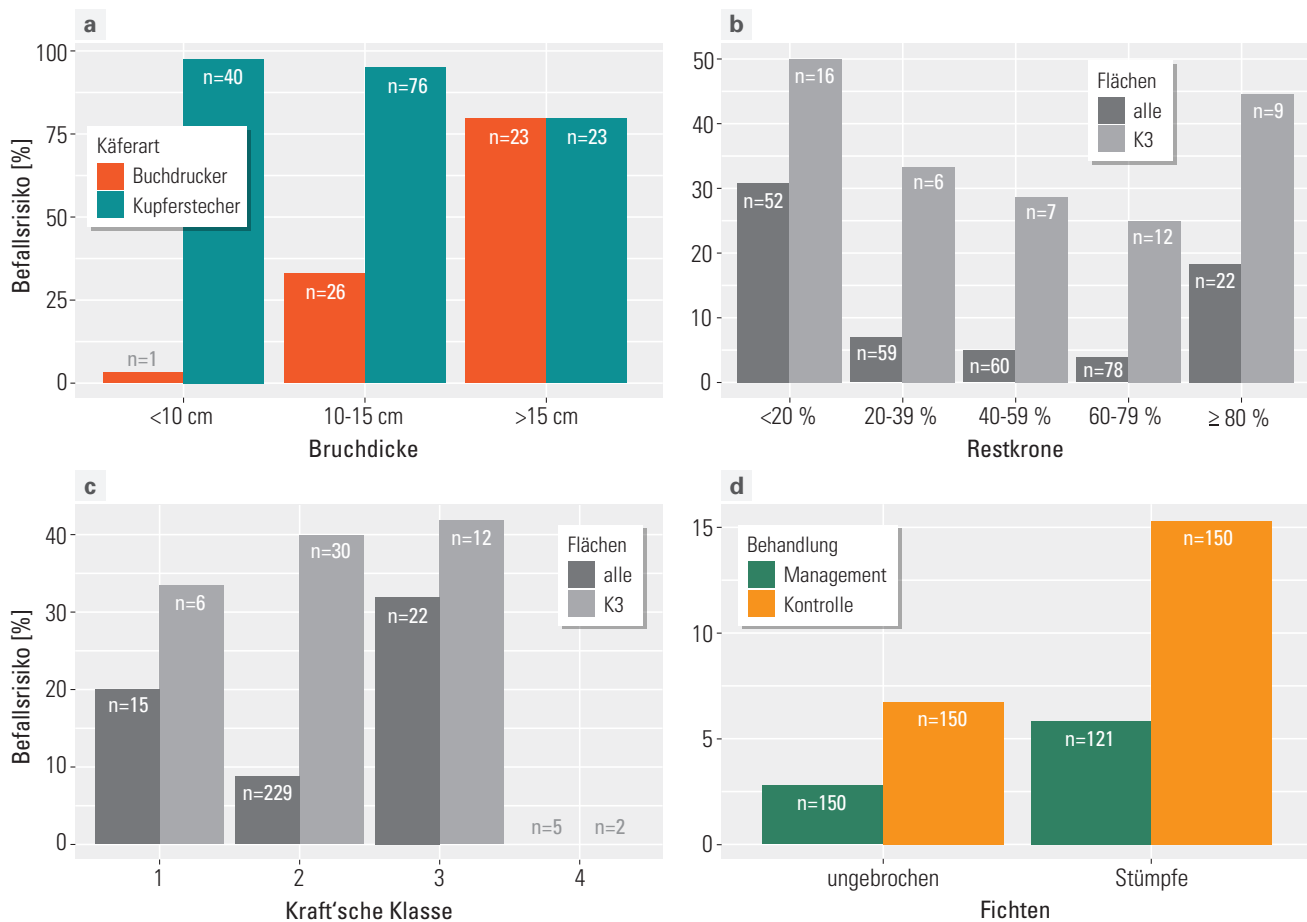 a
Befallsrisiko [%]
100
75
50
25
0
n=40
n=76
n=23
n=23
n=26
n=1
Käferart
Buchdrucker
Kupferstecher
<10 cm
10-15 cm
>15 cm
Bruchdicke
b
50
40
30
20
10
0
n=16
n=9
n=52
n=6
n=7
n=12
n=22
n=59
n=60
n=78
Flächen
alle
K3
<20 %
20-39 %
40-59 %
60-79 %
≥ 80 %
Restkrone
c
Befallsrisiko [%]
40
30
20
10
0
n=30
n=12
n=6
n=22
n=15
n=229
n=5
n=2
Flächen
alle
K3
1
2
3
4
Kraft‘sche Klasse
d
15
10
5
0
n=150
n=150
n=121
n=150
Behandlung
Management
Kontrolle
ungebrochen
Stümpfe
Fichten